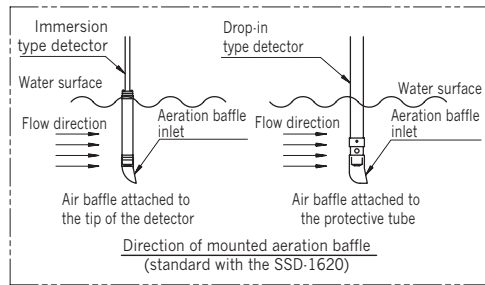 Immersion
type detector
Water surface
Flow direction
Aeration baffle
inlet
Air baffle attached to
the tip of the detector
Drop-in
type detector
Water surface
Flow
direction
Aeration baffle
inlet
Air baffle attached to
the protective tube
Direction of mounted aeration baffle
(standard with the SSD-1620)